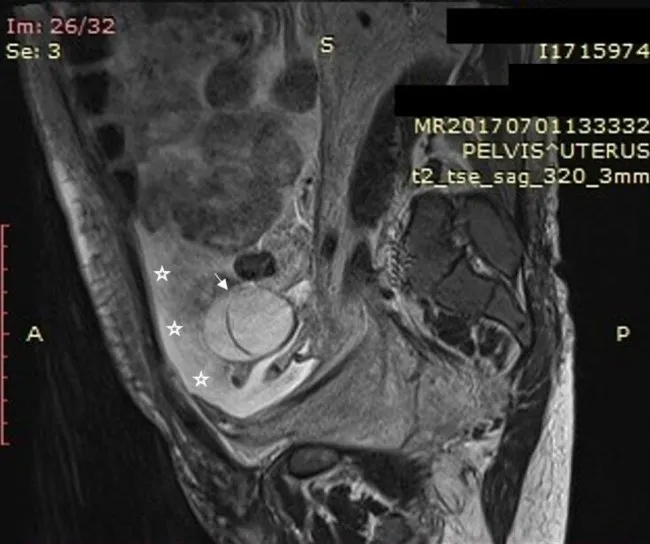 Im: 26/32
Se: 3
S
I1715974
MR20170701133332
PELVIS^UTERUS
t2_tse_sag_320_3mm
A
P